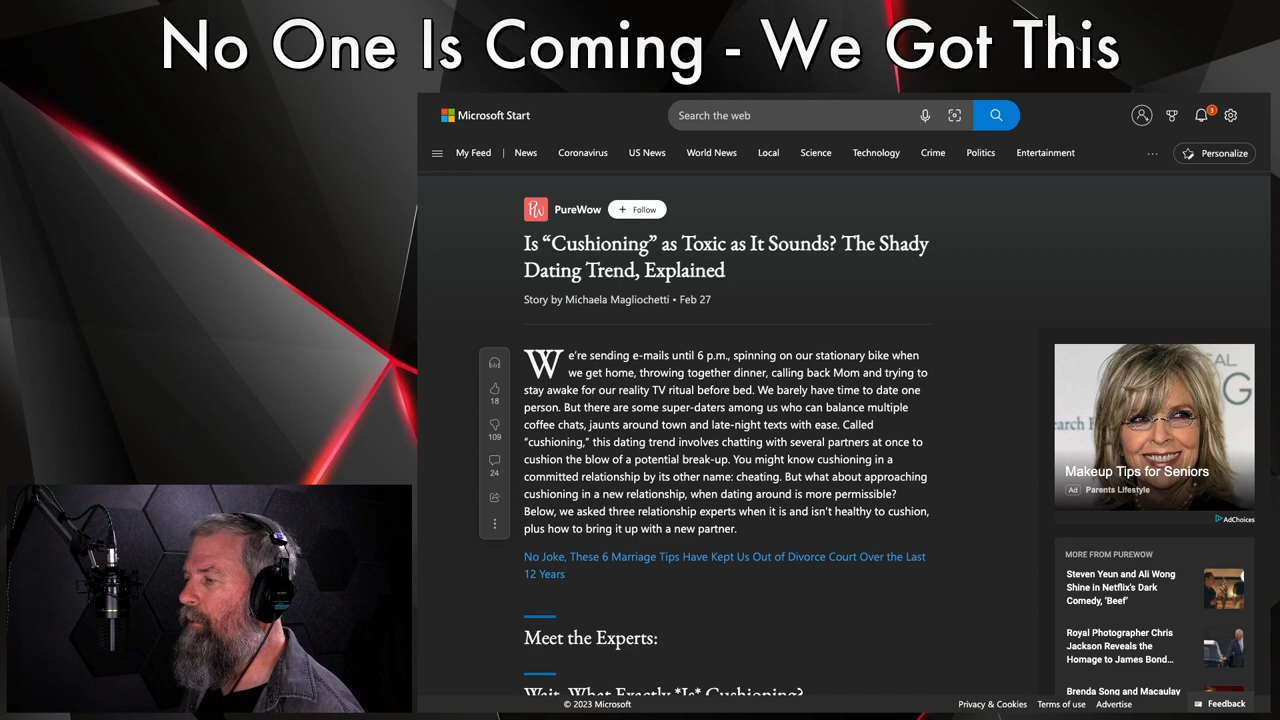 No One Is Coming - We Got This
Microsoft Start
Search the web
3
My Feed
News
Coronavirus
US News
World News
Local
Science
Technology
Crime
Politics
Entertainment
...
Personalize
PW
PureWow
+ Follow
Is “Cushioning” as Toxic as It Sounds? The Shady
Dating Trend, Explained
Story by Michaela Magliochetti • Feb 27
We’re sending e-mails until 6 p.m., spinning on our stationary bike when
we get home, throwing together dinner, calling back Mom and trying to
stay awake for our reality TV ritual before bed. We barely have time to date one
person. But there are some super-daters among us who can balance multiple
coffee chats, jaunts around town and late-night texts with ease. Called
“cushioning,” this dating trend involves chatting with several partners at once to
cushion the blow of a potential break-up. You might know cushioning in a
committed relationship by its other name: cheating. But what about approaching
cushioning in a new relationship, when dating around is more permissible?
Below, we asked three relationship experts when it is and isn’t healthy to cushion,
plus how to bring it up with a new partner.
18
109
24
No Joke, These 6 Marriage Tips Have Kept Us Out of Divorce Court Over the Last
12 Years
Meet the Experts:
Wait, What Exactly *Is* Cushioning?
Makeup Tips for Seniors
Ad Parents Lifestyle
AdChoices
MORE FROM PUREWOW
Steven Yeun and Ali Wong
Shine in Netflix's Dark
Comedy, 'Beef'
Royal Photographer Chris
Jackson Reveals the
Homage to James Bond...
Brenda Song and Macaulay
© 2023 Microsoft
Privacy & Cookies
Terms of use
Advertise
Feedback